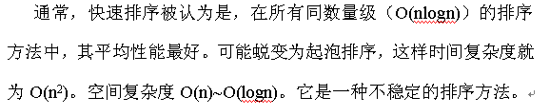 通常，快速排序被认为是，在所有同数量级（O(nlogn)）的排序
方法中，其平均性能最好。可能蜕变为起泡排序，这样时间复杂度就
为 O(n²)。空间复杂度 O(n)~O(logn)。它是一种不稳定的排序方法。